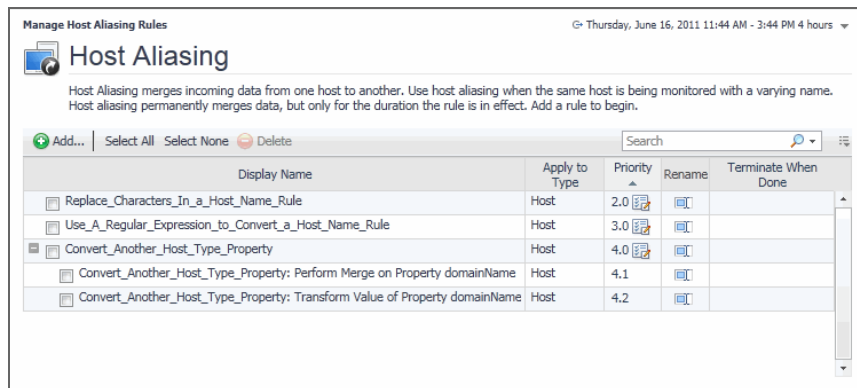 Manage Host Aliasing Rules
Thursday, June 16, 2011 11:44 AM - 3:44 PM 4 hours
Host Aliasing
Host Aliasing merges incoming data from one host to another. Use host aliasing when the same host is being monitored with a varying name.
Host aliasing permanently merges data, but only for the duration the rule is in effect. Add a rule to begin.
Add... Select All Select None Delete Search
Display Name Apply to Type Priority Rename Terminate When Done
Replace_Characters_In_a_Host_Name_Rule Host 2.0
Use_A_Regular_Expression_to_Convert_a_Host_Name_Rule Host 3.0
Convert_Another_Host_Type_Property Host 4.0
Convert_Another_Host_Type_Property: Perform Merge on Property domainName Host 4.1
Convert_Another_Host_Type_Property: Transform Value of Property domainName Host 4.2